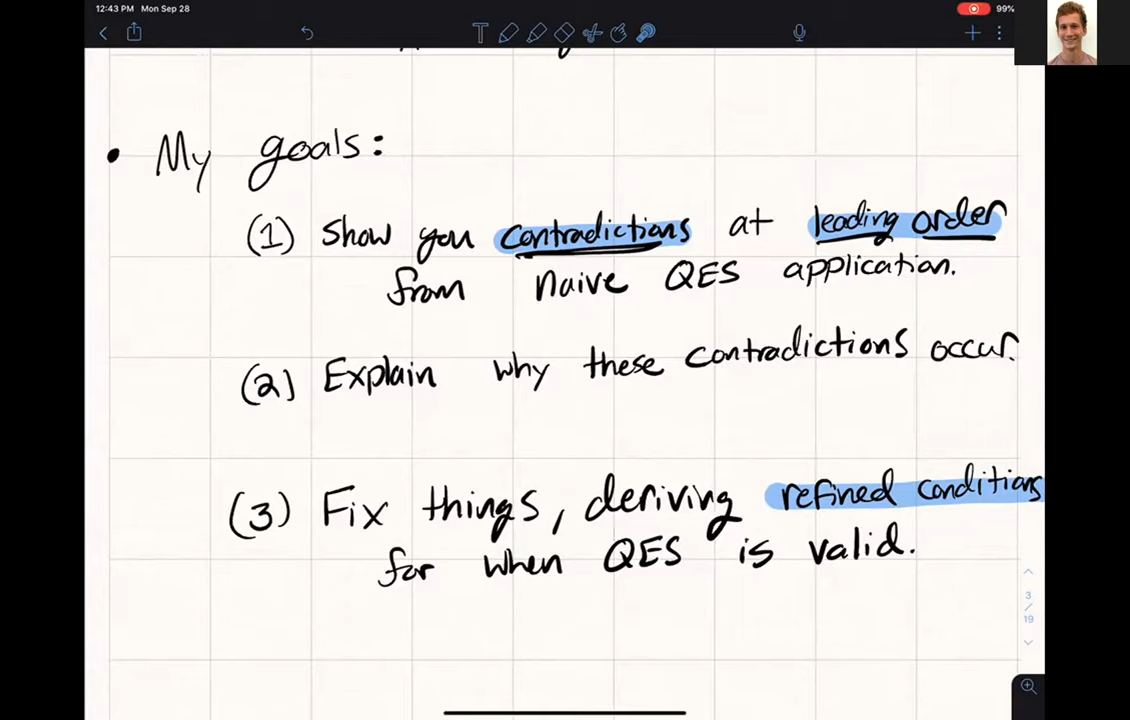 12:43 PM Mon Sep 28
99%
• My goals:
(1) Show you contradictions at leading order
from naive QES application.
(2) Explain why these contradictions occur.
(3) Fix things, deriving refined conditions
for when QES is valid.
3
/
19